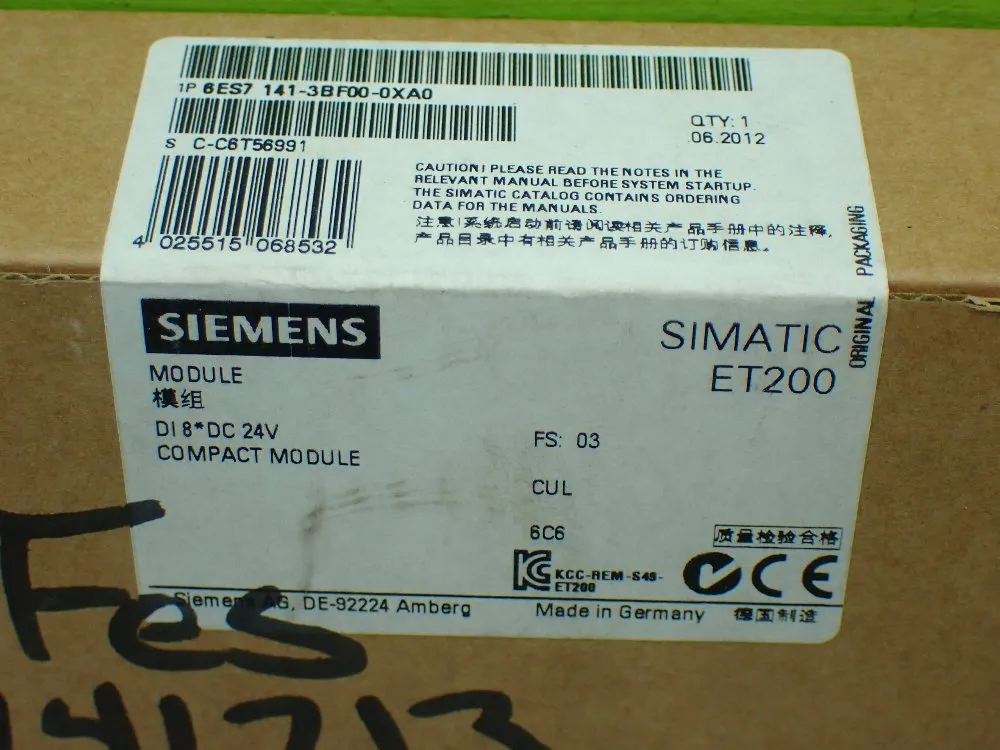 1P 6ES7 141-3BF00-0XA0
S C-C6T56991
QTY: 1
06.2012
4 025515 068532
CAUTION! PLEASE READ THE NOTES IN THE
RELEVANT MANUAL BEFORE SYSTEM STARTUP.
THE SIMATIC CATALOG CONTAINS ORDERING
DATA FOR THE MANUALS.
注意!系统启动前请阅读相关产品手册中的注释,
产品目录中有相关产品手册的订购信息。
ORIGINAL PACKAGING
SIEMENS
SIMATIC
ET200
MODULE
模组
DI 8*DC 24V
COMPACT MODULE
FS: 03
CUL
6C6
质量检验合格
KCC-REM-S49-
ET200
CE
Siemens AG, DE-92224 Amberg
Made in Germany
德国制造
Fes